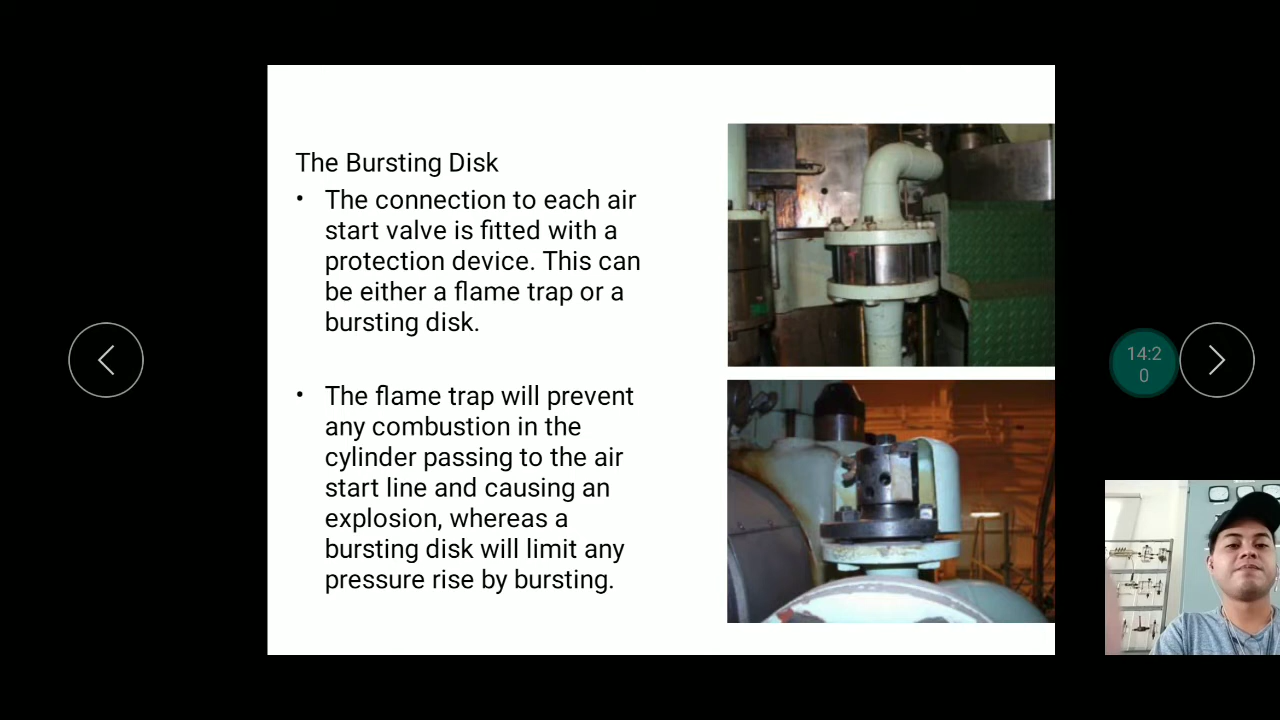 The Bursting Disk
• The connection to each air
start valve is fitted with a
protection device. This can
be either a flame trap or a
bursting disk.
• The flame trap will prevent
any combustion in the
cylinder passing to the air
start line and causing an
explosion, whereas a
bursting disk will limit any
pressure rise by bursting.
14:2
0